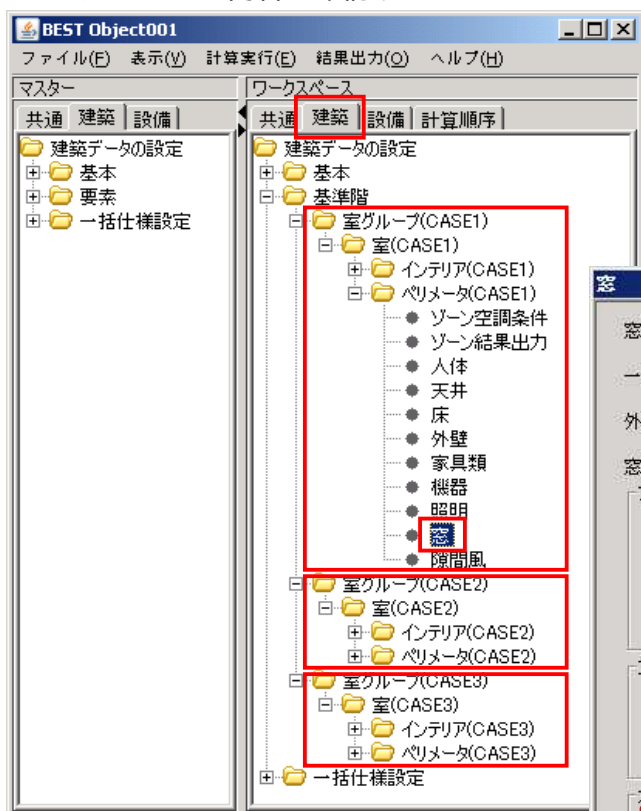 BEST Object001
ファイル(F) 表示(V) 計算実行(E) 結果出力(O) ヘルプ(H)
マスター
共通 建築 設備
建築データの設定
基本
要素
一括仕様設定
ワークスペース
共通 建築 設備 計算順序
建築データの設定
基本
基準階
室グループ(CASE1)
室(CASE1)
インテリア(CASE1)
ペリメータ(CASE1)
ゾーン空調条件
ゾーン結果出力
人体
天井
床
外壁
家具類
機器
照明
窓
隙間風
室グループ(CASE2)
室(CASE2)
インテリア(CASE2)
ペリメータ(CASE2)
室グループ(CASE3)
室(CASE3)
インテリア(CASE3)
ペリメータ(CASE3)
一括仕様設定
窓
窓
一
外
窓